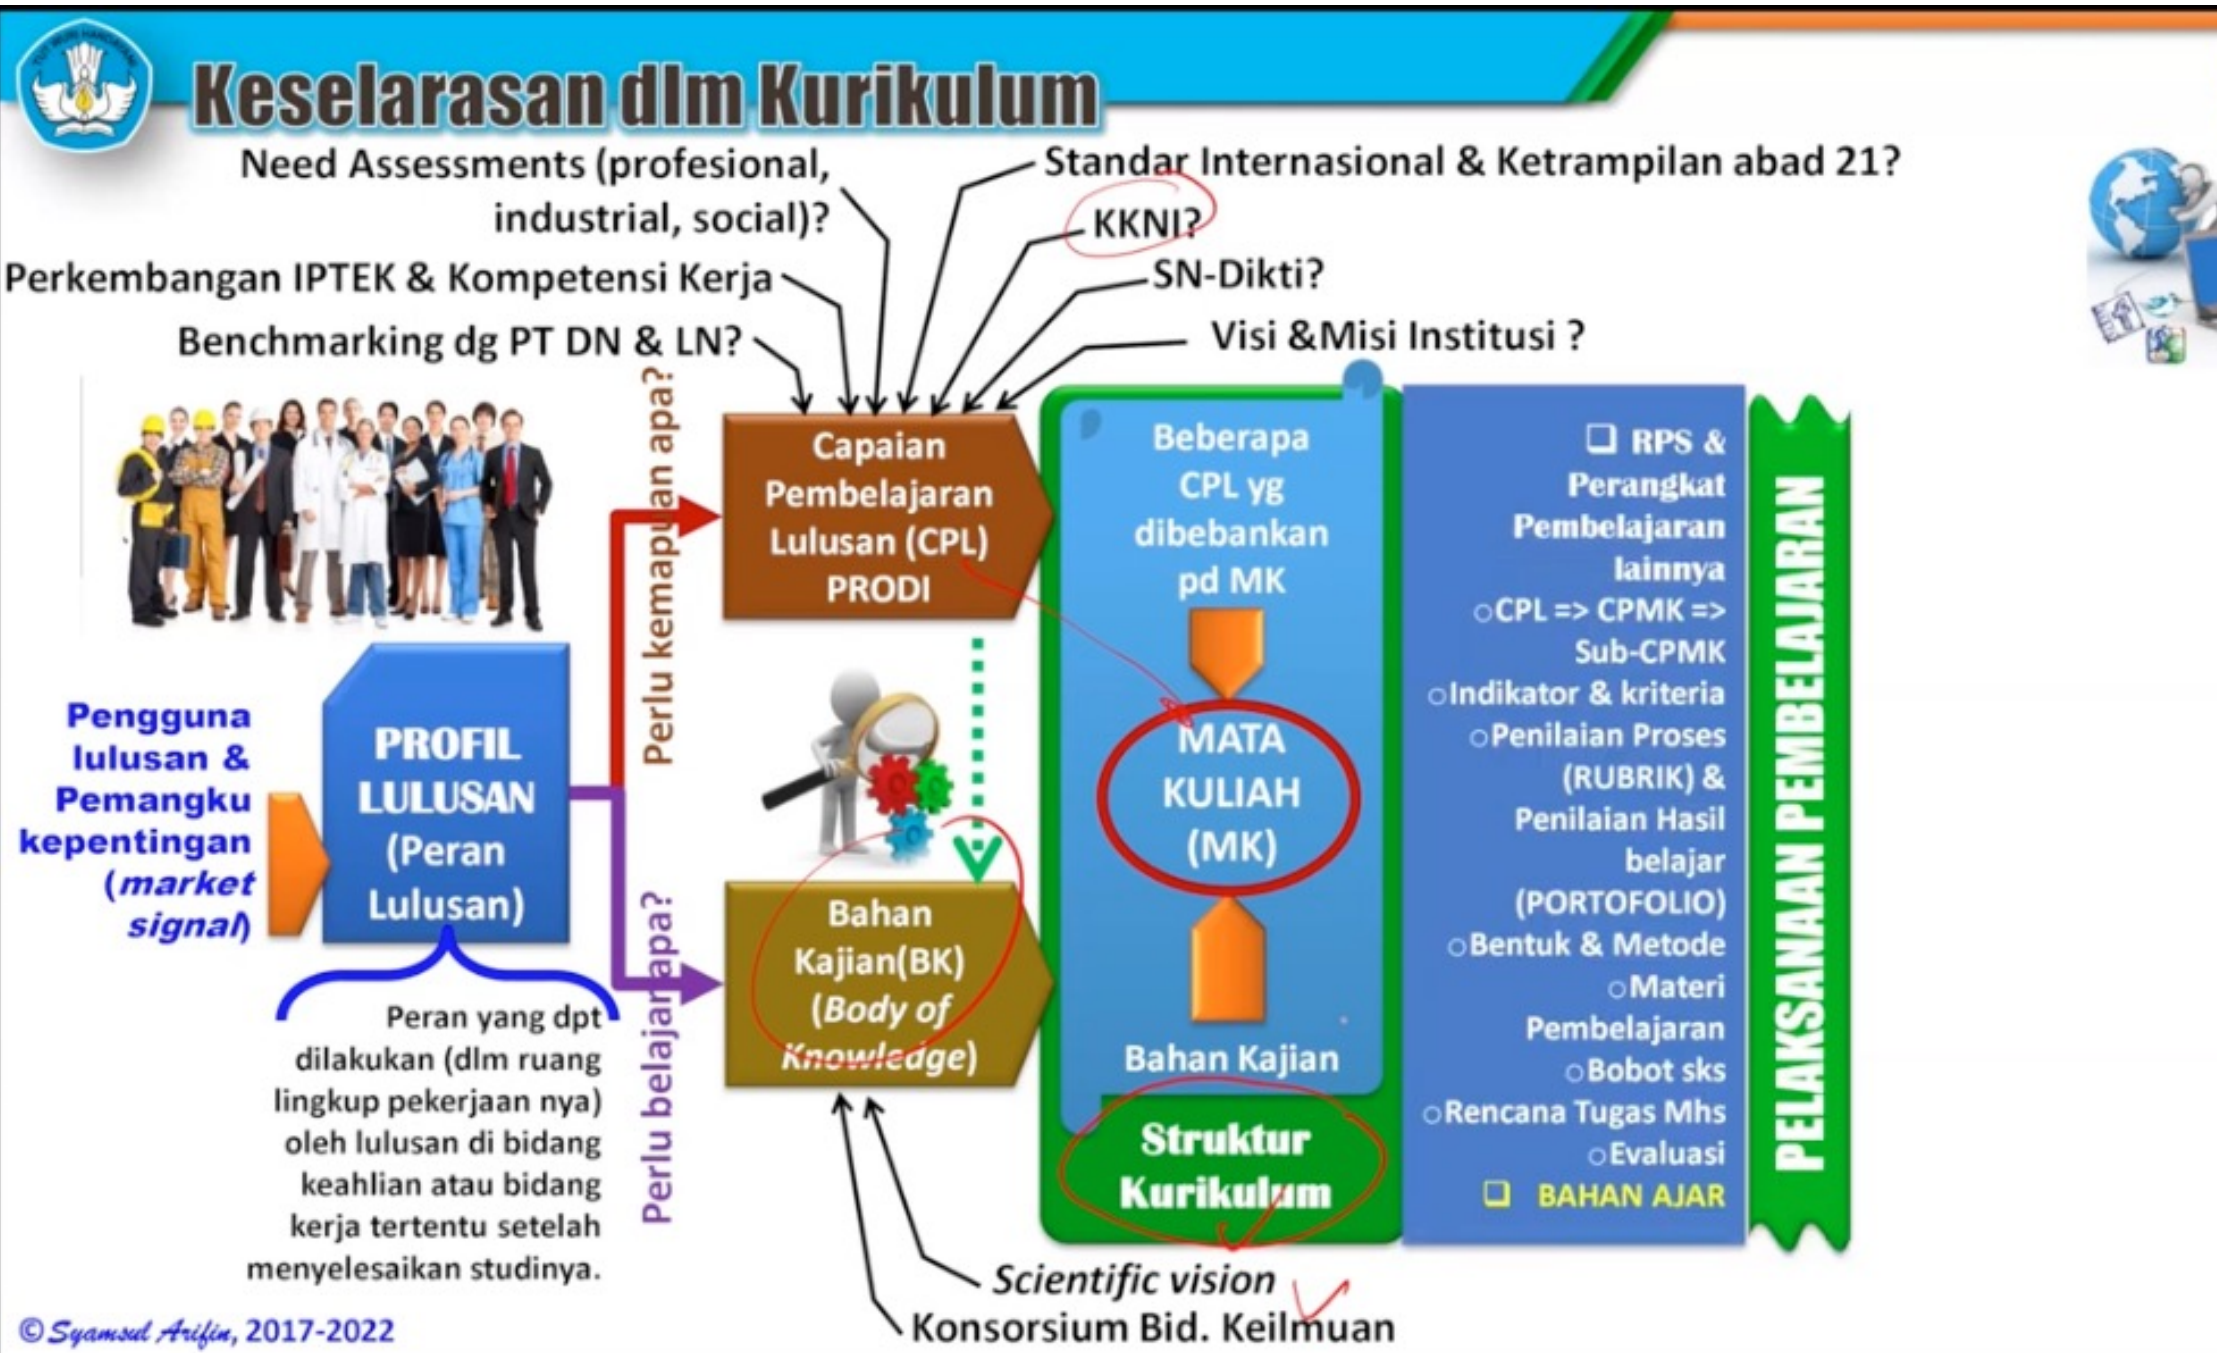 TUT WURI HANDAYANI
Keselarasan dlm Kurikulum
Need Assessments (profesional,
industrial, social)?
Perkembangan IPTEK & Kompetensi Kerja
Benchmarking dg PT DN & LN?
Standar Internasional & Ketrampilan abad 21?
KKNI?
SN-Dikti?
Visi &Misi Institusi ?
Pengguna
lulusan &
Pemangku
kepentingan
(market
signal)
PROFIL
LULUSAN
(Peran
Lulusan)
Peran yang dpt
dilakukan (dlm ruang
lingkup pekerjaan nya)
oleh lulusan di bidang
keahlian atau bidang
kerja tertentu setelah
menyelesaikan studinya.
Perlu kemapuan apa?
Perlu belajar apa?
Capaian
Pembelajaran
Lulusan (CPL)
PRODI
Bahan
Kajian(BK)
(Body of
Knowledge)
Scientific vision
Konsorsium Bid. Keilmuan
Beberapa
CPL yg
dibebankan
pd MK
MATA
KULIAH
(MK)
Bahan Kajian
Struktur
Kurikulum
❑ RPS &
Perangkat
Pembelajaran
lainnya
○CPL => CPMK =>
Sub-CPMK
○Indikator & kriteria
○Penilaian Proses
(RUBRIK) &
Penilaian Hasil
belajar
(PORTOFOLIO)
○Bentuk & Metode
○Materi
Pembelajaran
○Bobot sks
○Rencana Tugas Mhs
○Evaluasi
❑ BAHAN AJAR
PELAKSANAAN PEMBELAJARAN
© Syamsul Arifin, 2017-2022